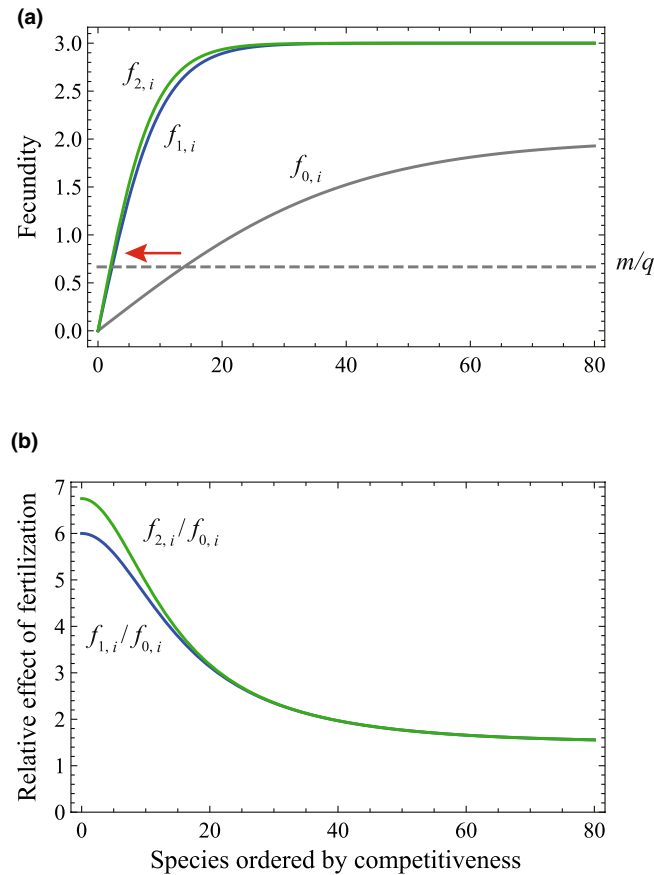 (a)
Fecundity
3.0
2.5
2.0
1.5
1.0
0.5
0.0
f2, i
f1, i
f0, i
m/q
0 20 40 60 80
(b)
Relative effect of fertilization
7
6
5
4
3
2
1
0
f2, i/f0, i
f1, i/f0, i
0 20 40 60 80
Species ordered by competitiveness